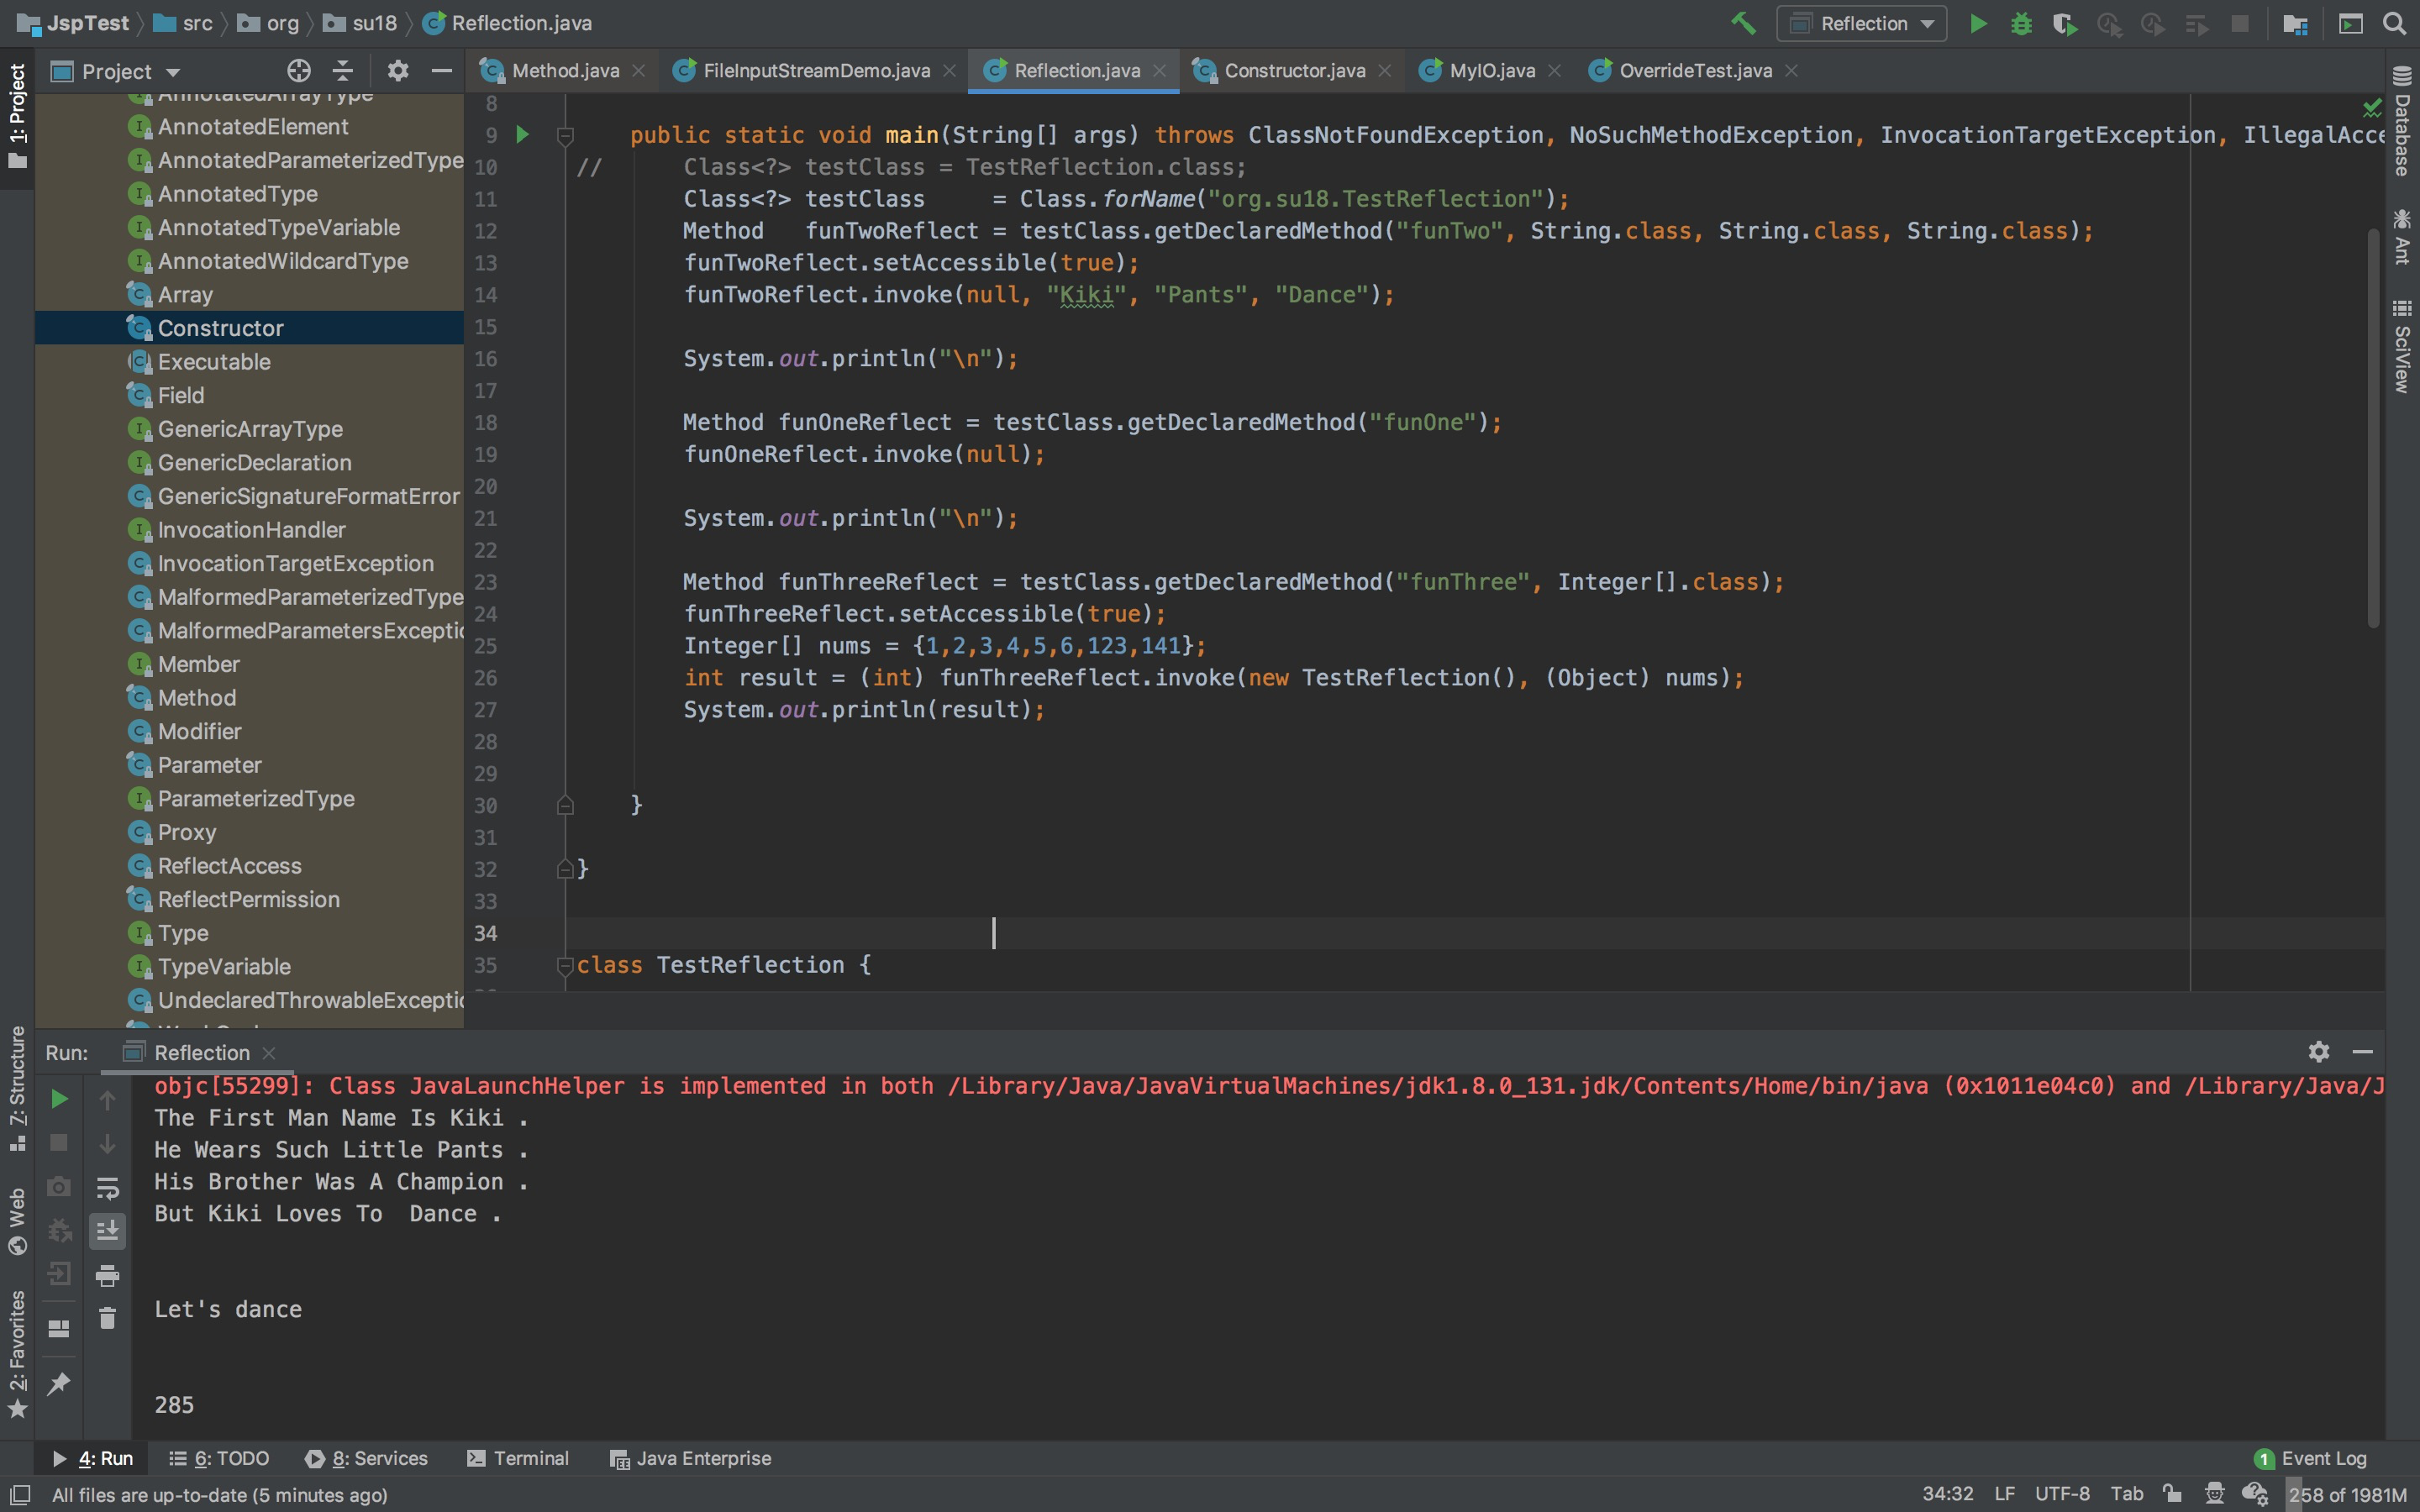 JspTest src org su18 Reflection.java
Reflection
1: Project
Project
Method.java FileInputStreamDemo.java Reflection.java Constructor.java MyIO.java OverrideTest.java
AnnotatedArrayType
AnnotatedElement
AnnotatedParameterizedType
AnnotatedType
AnnotatedTypeVariable
AnnotatedWildcardType
Array
Constructor
Executable
Field
GenericArrayType
GenericDeclaration
GenericSignatureFormatError
InvocationHandler
InvocationTargetException
MalformedParameterizedType
MalformedParametersExceptic
Member
Method
Modifier
Parameter
ParameterizedType
Proxy
ReflectAccess
ReflectPermission
Type
TypeVariable
UndeclaredThrowableExceptic
8
9 public static void main(String[] args) throws ClassNotFoundException, NoSuchMethodException, InvocationTargetException, IllegalAcce
10 // Class<?> testClass = TestReflection.class;
11 Class<?> testClass = Class.forName("org.su18.TestReflection");
12 Method funTwoReflect = testClass.getDeclaredMethod("funTwo", String.class, String.class, String.class);
13 funTwoReflect.setAccessible(true);
14 funTwoReflect.invoke(null, "Kiki", "Pants", "Dance");
15
16 System.out.println("\n");
17
18 Method funOneReflect = testClass.getDeclaredMethod("funOne");
19 funOneReflect.invoke(null);
20
21 System.out.println("\n");
22
23 Method funThreeReflect = testClass.getDeclaredMethod("funThree", Integer[].class);
24 funThreeReflect.setAccessible(true);
25 Integer[] nums = {1,2,3,4,5,6,123,141};
26 int result = (int) funThreeReflect.invoke(new TestReflection(), (Object) nums);
27 System.out.println(result);
28
29
30 }
31
32 }
33
34
35 class TestReflection {
Database
Ant
SciView
7: Structure
Web
2: Favorites
Run: Reflection
objc[55299]: Class JavaLaunchHelper is implemented in both /Library/Java/JavaVirtualMachines/jdk1.8.0_131.jdk/Contents/Home/bin/java (0x1011e04c0) and /Library/Java/J
The First Man Name Is Kiki .
He Wears Such Little Pants .
His Brother Was A Champion .
But Kiki Loves To  Dance .
Let's dance
285
4: Run 6: TODO 8: Services Terminal Java Enterprise 1 Event Log
All files are up-to-date (5 minutes ago) 34:32 LF UTF-8 Tab 258 of 1981M